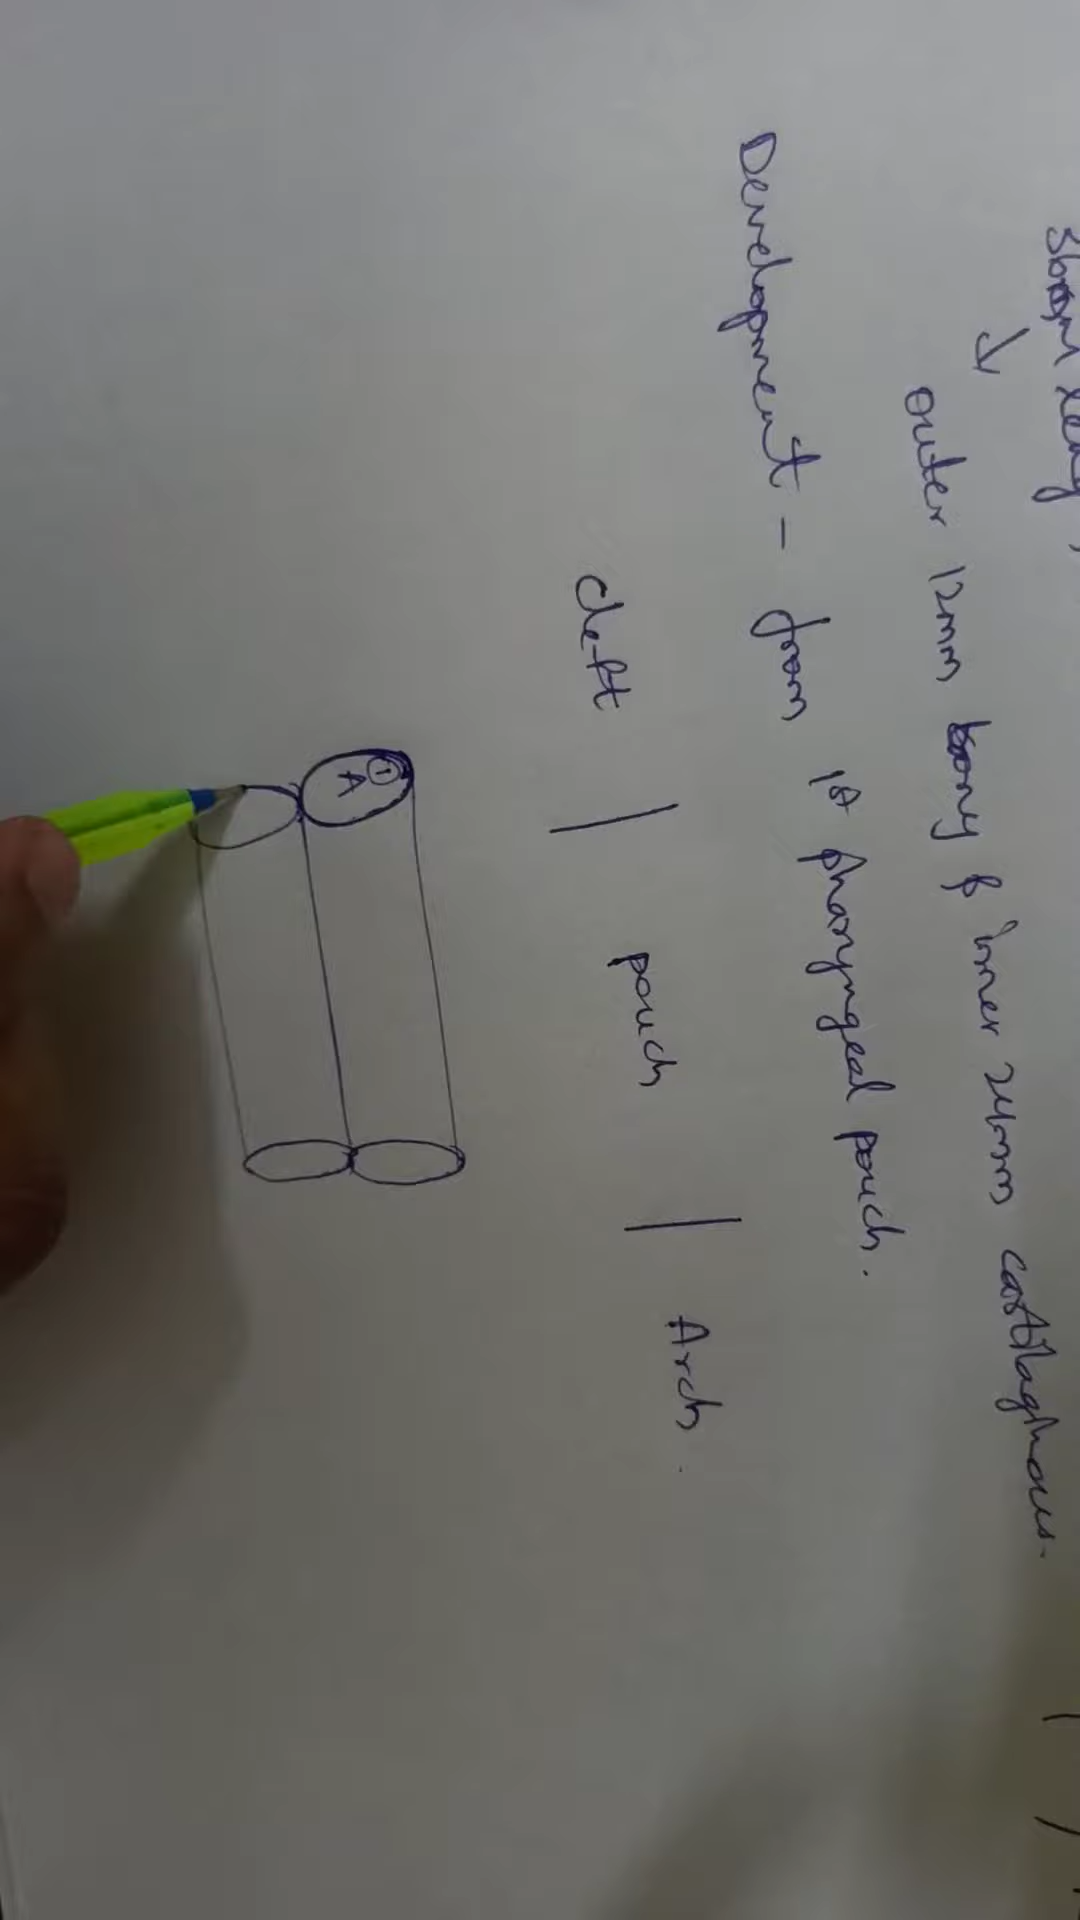 outer 12mm bony & inner 24mm cartilaginous.
Development - from 1st pharyngeal pouch.
cleft | pouch | Arch.
1
A